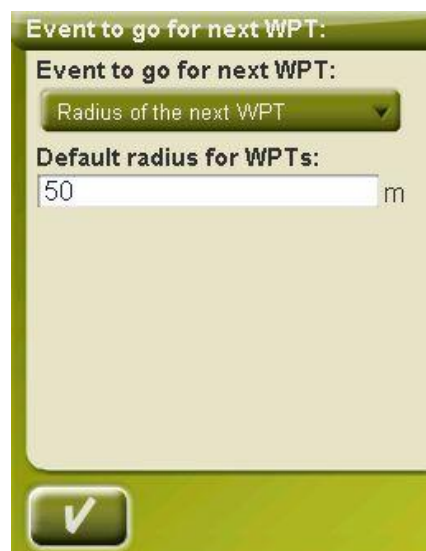 Event to go for next WPT:
Event to go for next WPT:
Radius of the next WPT
Default radius for WPTs:
50 m